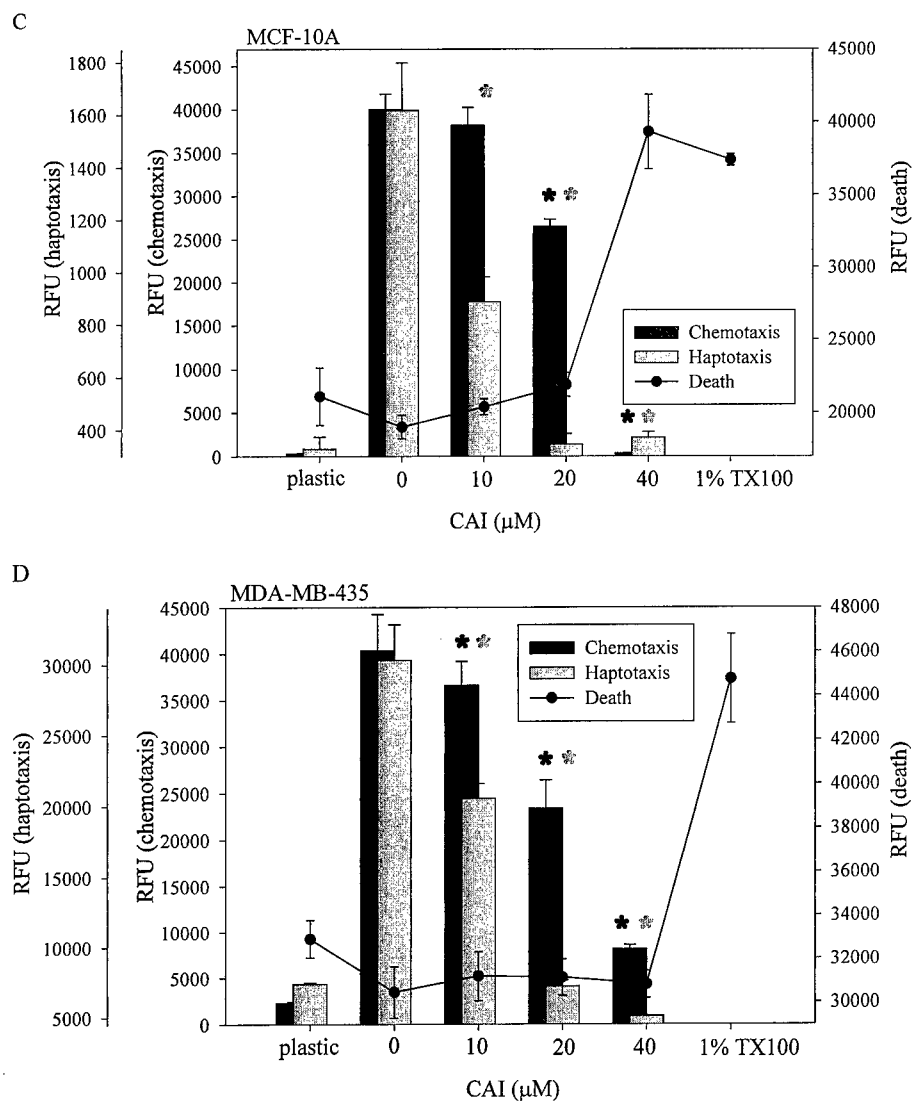 C
MCF-10A
RFU (haptotaxis)
1800
1600
1400
1200
1000
800
600
400
RFU (chemotaxis)
45000
40000
35000
30000
25000
20000
15000
10000
5000
0
RFU (death)
45000
40000
35000
30000
25000
20000
Chemotaxis
Haptotaxis
Death
plastic 0 10 20 40 1% TX100
CAI (µM)
D
MDA-MB-435
RFU (haptotaxis)
30000
25000
20000
15000
10000
5000
RFU (chemotaxis)
45000
40000
35000
30000
25000
20000
15000
10000
5000
0
RFU (death)
48000
46000
44000
42000
40000
38000
36000
34000
32000
30000
Chemotaxis
Haptotaxis
Death
plastic 0 10 20 40 1% TX100
CAI (µM)